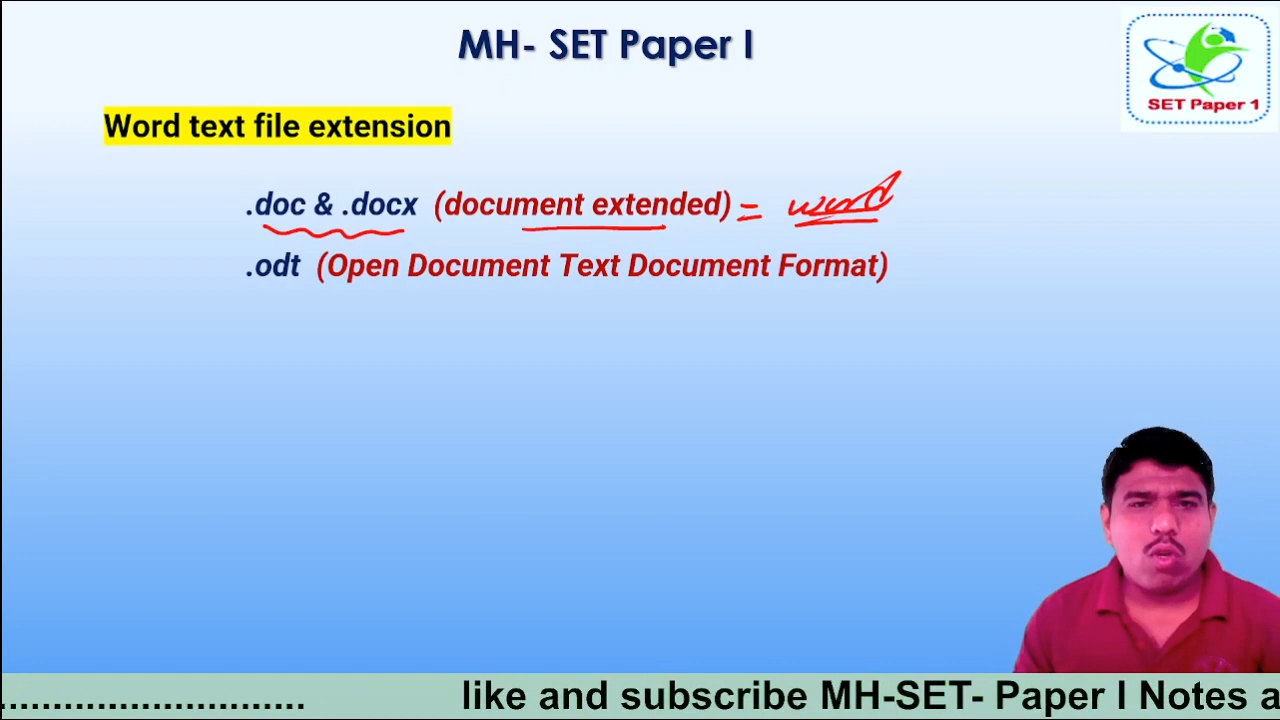 MH- SET Paper I
SET Paper 1
Word text file extension
.doc & .docx (document extended) = word
.odt (Open Document Text Document Format)
............................ like and subscribe MH-SET- Paper I Notes a